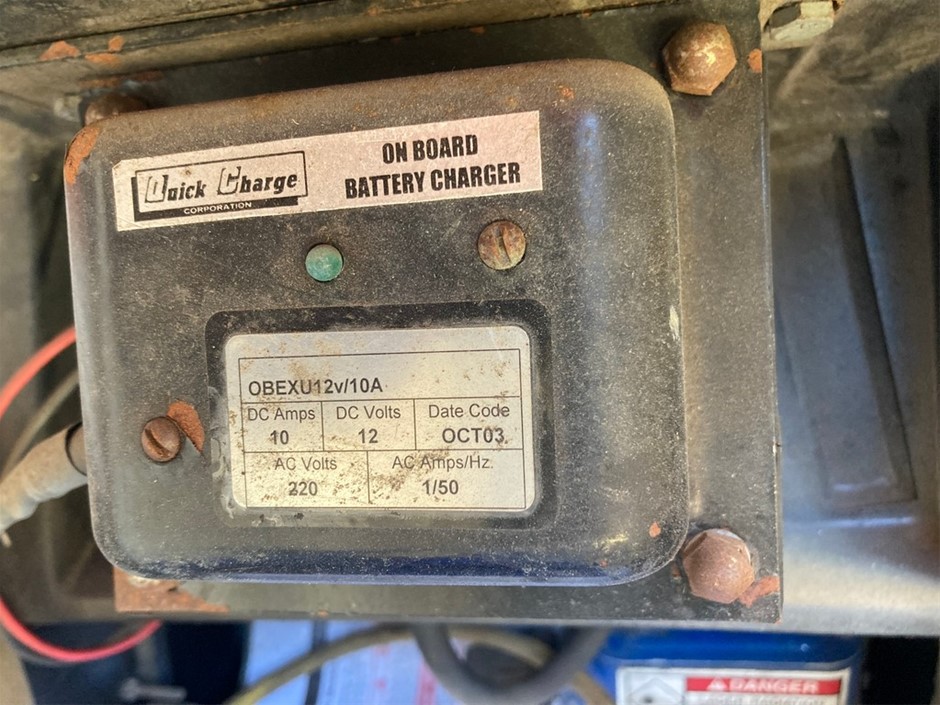 Quick Charge
CORPORATION
ON BOARD
BATTERY CHARGER
OBEXU12v/10A
DC Amps DC Volts Date Code
10 12 OCT03
AC Volts AC Amps/Hz.
220 1/50
DANGER